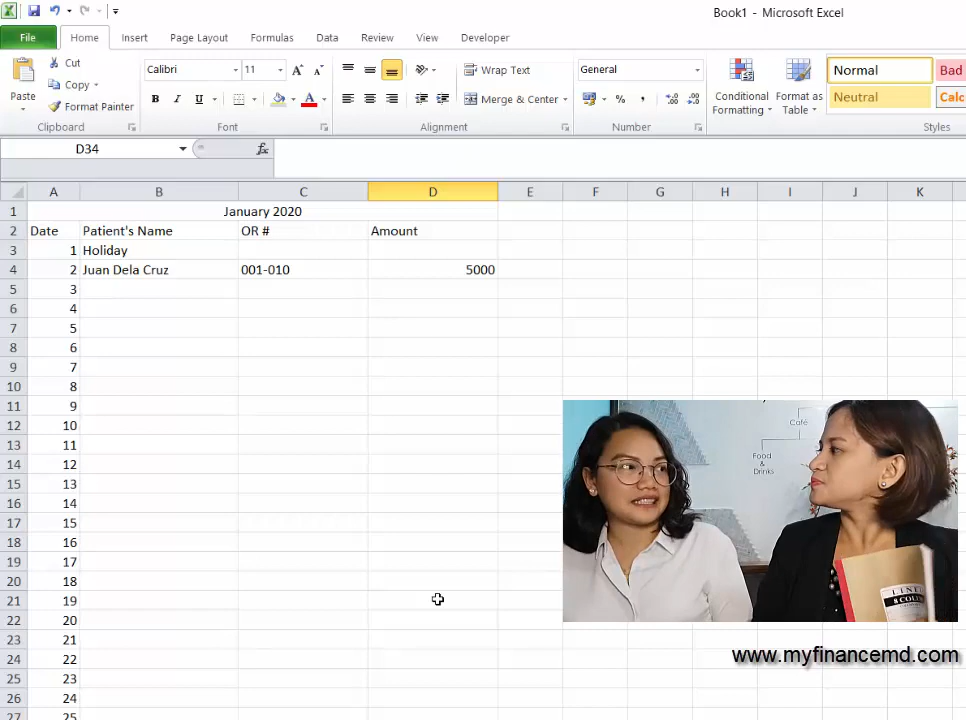 Book1 - Microsoft Excel
File Home Insert Page Layout Formulas Data Review View Developer
Paste
Cut
Copy
Format Painter
Clipboard
Calibri 11 A A
B I U A
Font
Wrap Text
Merge & Center
Alignment
General
% ,
Number
Conditional Formatting
Format as Table
Normal Bad
Neutral Calc
Styles
D34 fx
A B C D E F G H I J K
1 January 2020
2 Date Patient's Name OR # Amount
3 1 Holiday
4 2 Juan Dela Cruz 001-010 5000
5 3
6 4
7 5
8 6
9 7
10 8
11 9
12 10
13 11
14 12
15 13
16 14
17 15
18 16
19 17
20 18
21 19
22 20
23 21
24 22
25 23
26 24
27 25
Café
Food
&
Drinks
8 COLU
www.myfinancemd.com